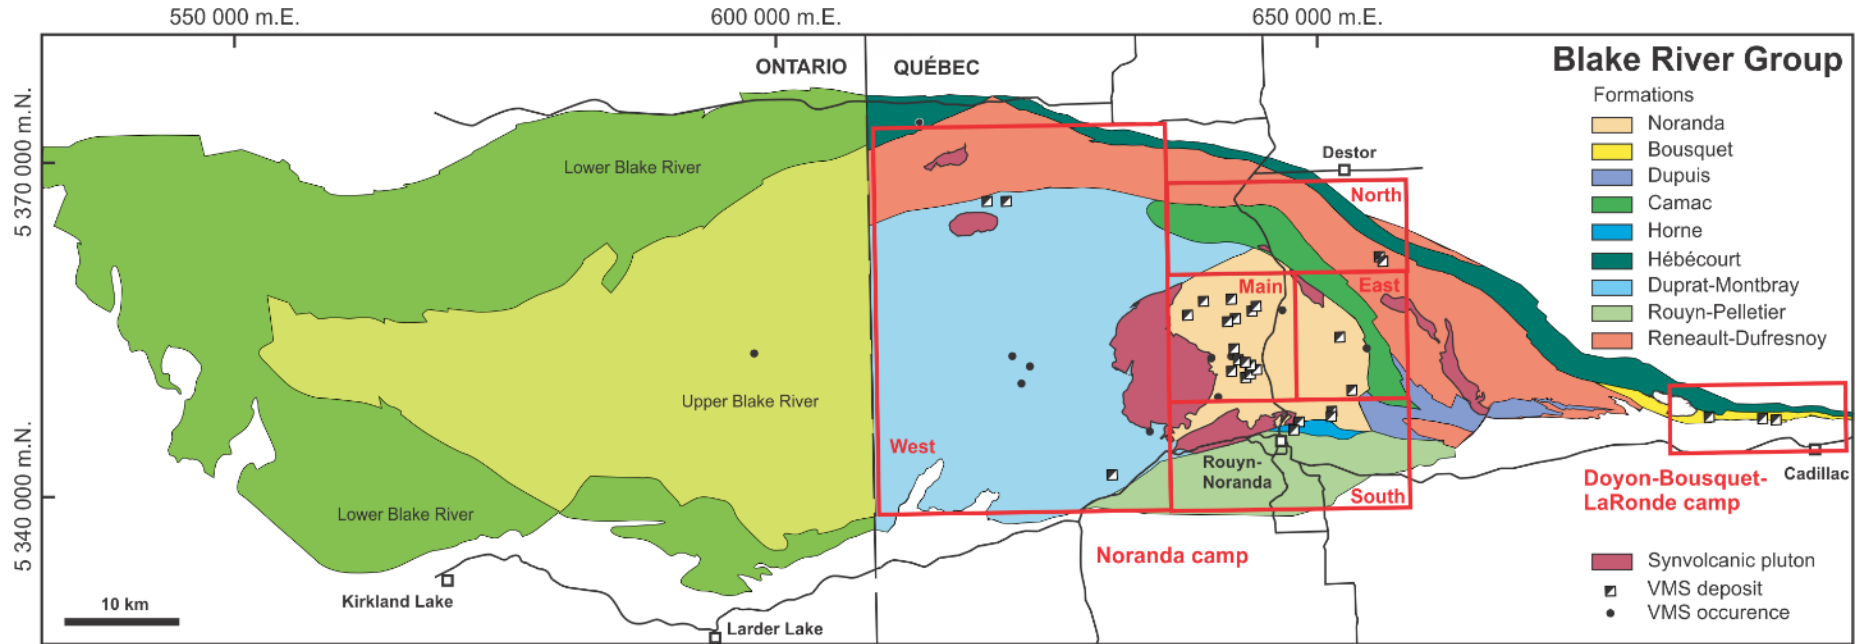 550 000 m.E.
600 000 m.E.
650 000 m.E.
5 370 000 m.N.
5 340 000 m.N.
ONTARIO
QUÉBEC
Blake River Group
Formations
Noranda
Bousquet
Dupuis
Camac
Horne
Hébécourt
Duprat-Montbray
Rouyn-Pelletier
Reneault-Dufresnoy
Destor
Lower Blake River
North
Main
East
Upper Blake River
West
Rouyn-
Noranda
South
Cadillac
Doyon-Bousquet-
LaRonde camp
Lower Blake River
Noranda camp
Synvolcanic pluton
VMS deposit
VMS occurence
Kirkland Lake
10 km
Larder Lake